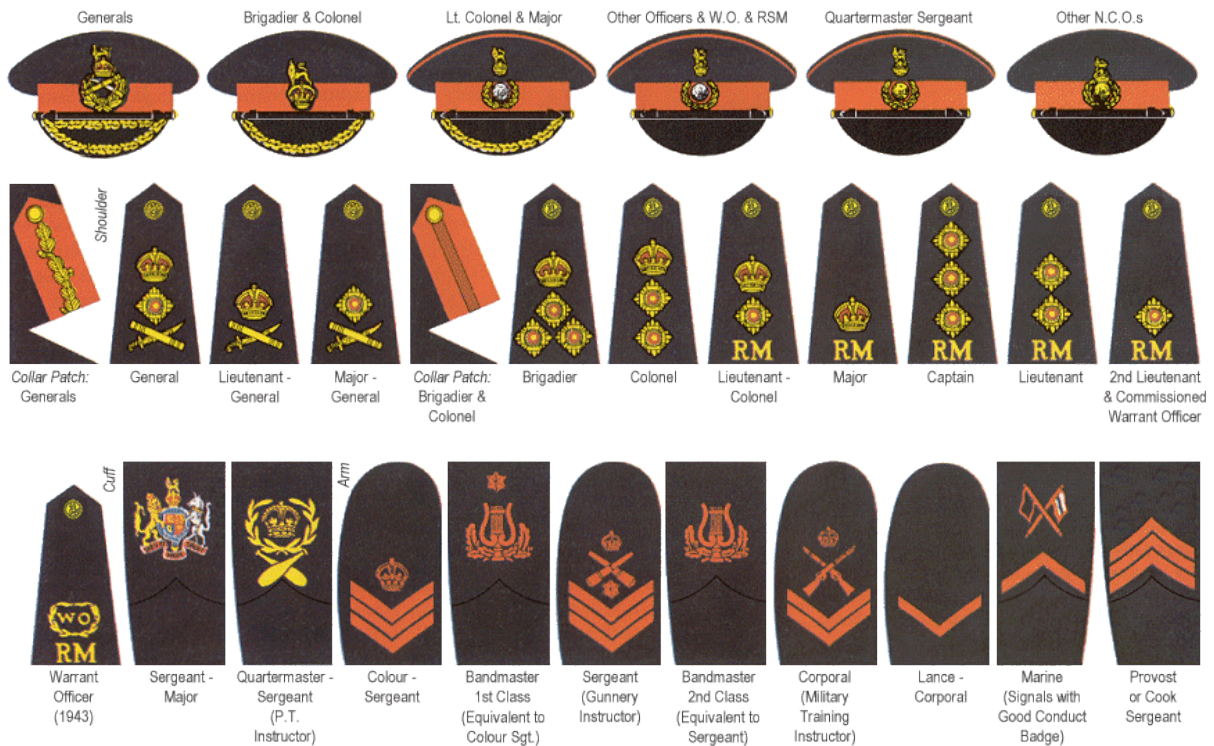 Generals
Brigadier & Colonel
Lt. Colonel & Major
Other Officers & W.O. & RSM
Quartermaster Sergeant
Other N.C.O.s
Shoulder
RM
RM
RM
RM
RM
Collar Patch:
Generals
General
Lieutenant -
General
Major -
General
Collar Patch:
Brigadier &
Colonel
Brigadier
Colonel
Lieutenant -
Colonel
Major
Captain
Lieutenant
2nd Lieutenant
& Commissioned
Warrant Officer
Cuff
Arm
WO
RM
Warrant
Officer
(1943)
Sergeant -
Major
Quartermaster -
Sergeant
(P.T.
Instructor)
Colour -
Sergeant
Bandmaster
1st Class
(Equivalent to
Colour Sgt.)
Sergeant
(Gunnery
Instructor)
Bandmaster
2nd Class
(Equivalent to
Sergeant)
Corporal
(Military
Training
Instructor)
Lance -
Corporal
Marine
(Signals with
Good Conduct
Badge)
Provost
or Cook
Sergeant